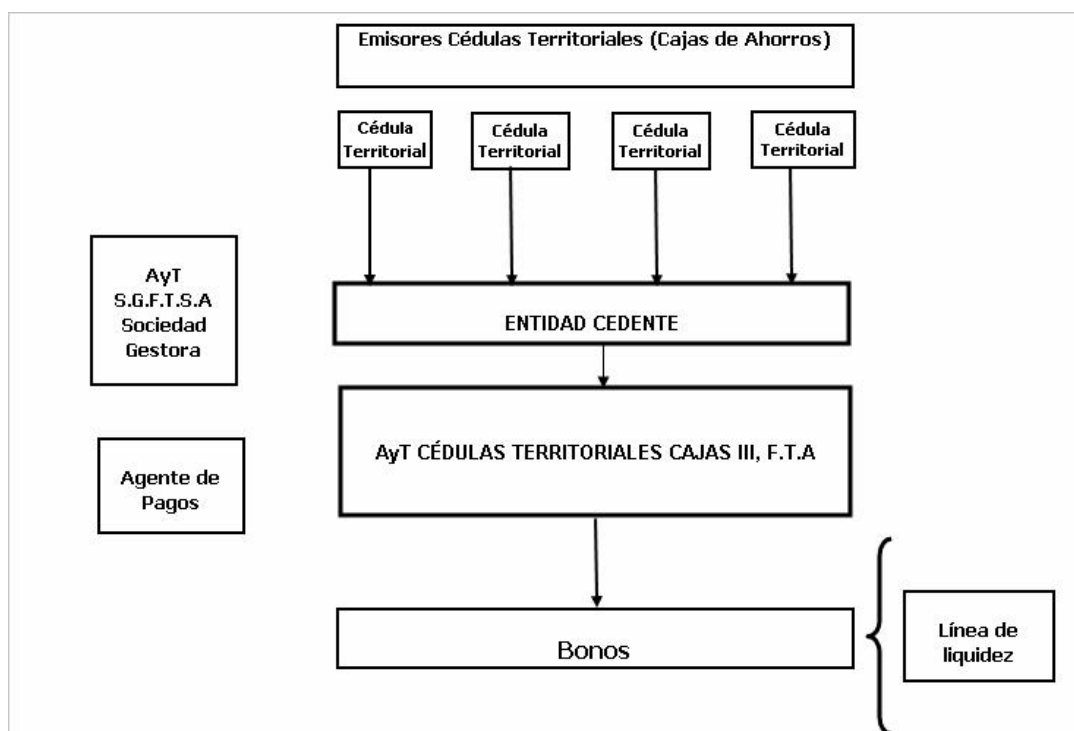 Emisores Cédulas Territoriales (Cajas de Ahorros)
Cédula
Territorial
Cédula
Territorial
Cédula
Territorial
Cédula
Territorial
AyT
S.G.F.T.S.A
Sociedad
Gestora
ENTIDAD CEDENTE
AyT CÉDULAS TERRITORIALES CAJAS III, F.T.A
Agente de
Pagos
Bonos
Línea de
liquidez